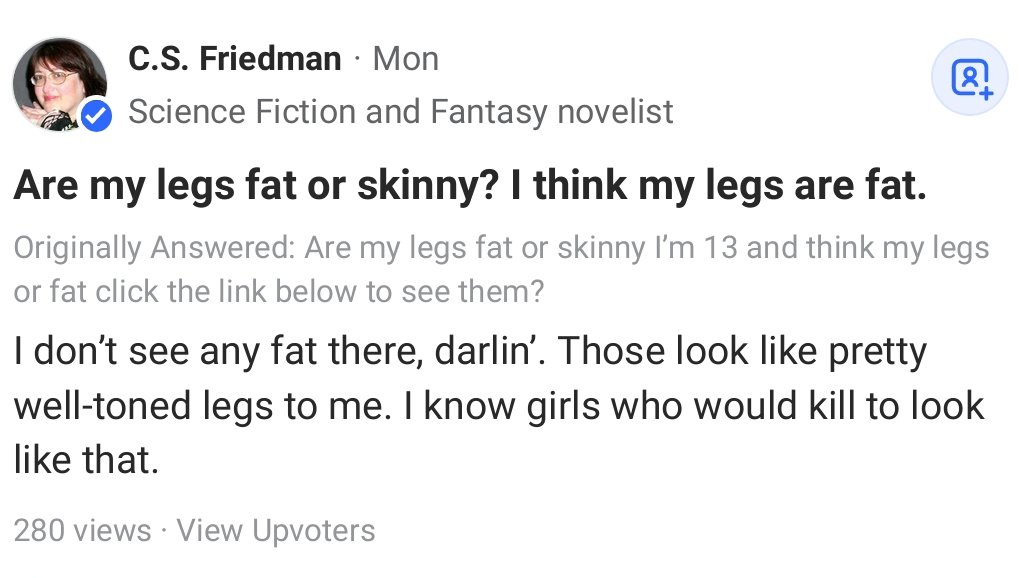 C.S. Friedman · Mon
Science Fiction and Fantasy novelist
Are my legs fat or skinny? I think my legs are fat.
Originally Answered: Are my legs fat or skinny I’m 13 and think my legs
or fat click the link below to see them?
I don’t see any fat there, darlin’. Those look like pretty
well-toned legs to me. I know girls who would kill to look
like that.
280 views · View Upvoters